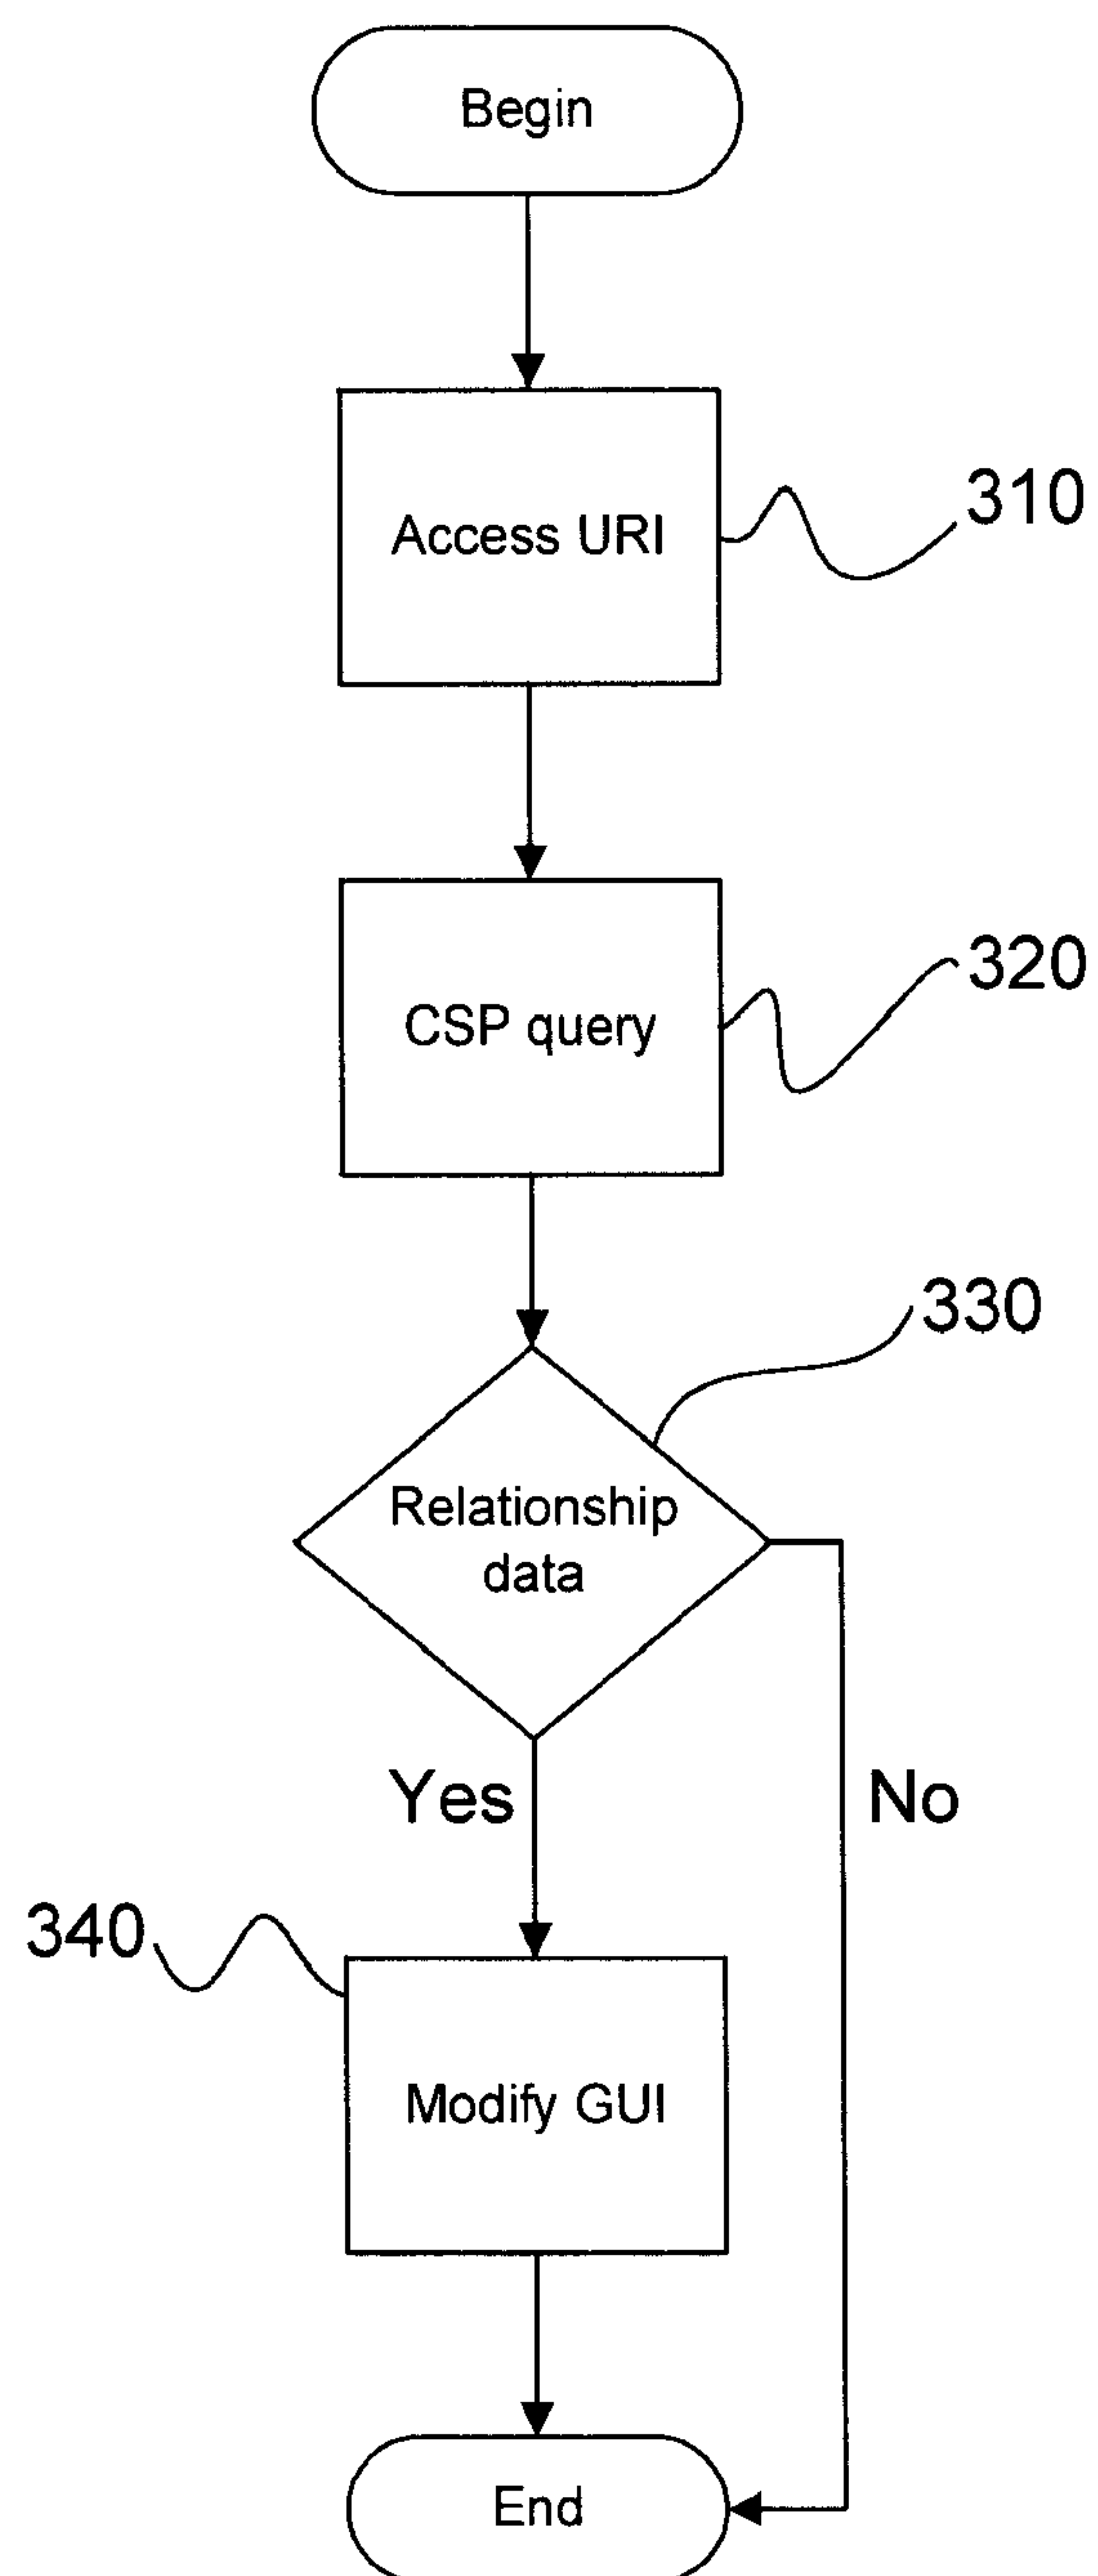 Begin
Access URI
310
CSP query
320
330
Relationship
data
Yes
No
340
Modify GUI
End